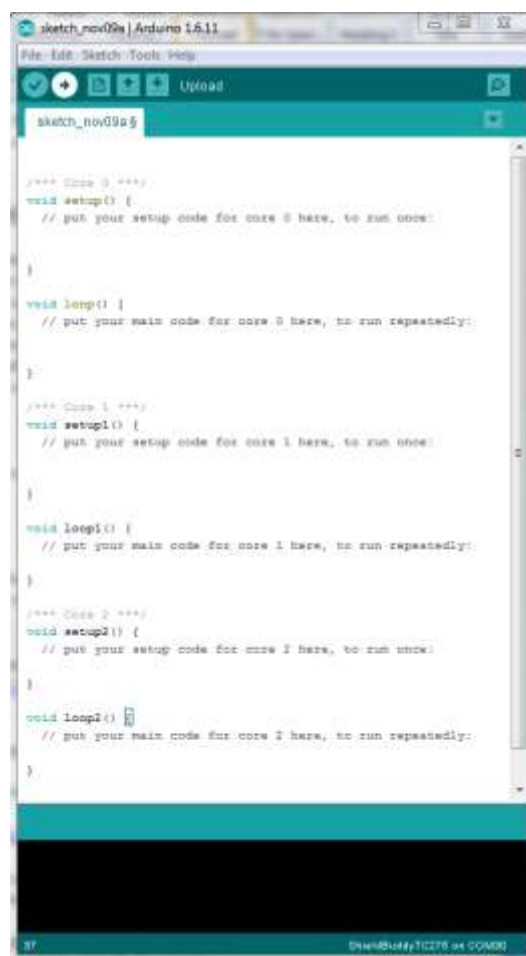 sketch_nov09a | Arduino 1.6.11
File Edit Sketch Tools Help
Upload
sketch_nov09a §
/*** Core 0 ***/
void setup() {
// put your setup code for core 0 here, to run once:
}
void loop() {
// put your main code for core 0 here, to run repeatedly:
}
/*** Core 1 ***/
void setup1() {
// put your setup code for core 1 here, to run once:
}
void loop1() {
// put your main code for core 1 here, to run repeatedly:
}
/*** Core 2 ***/
void setup2() {
// put your setup code for core 2 here, to run once:
}
void loop2() {
// put your main code for core 2 here, to run repeatedly:
}
37
ShieldBuddyTC275 on